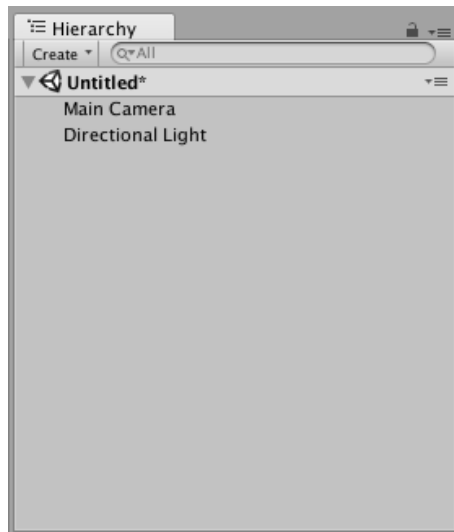 Hierarchy
Create All
Untitled*
Main Camera
Directional Light